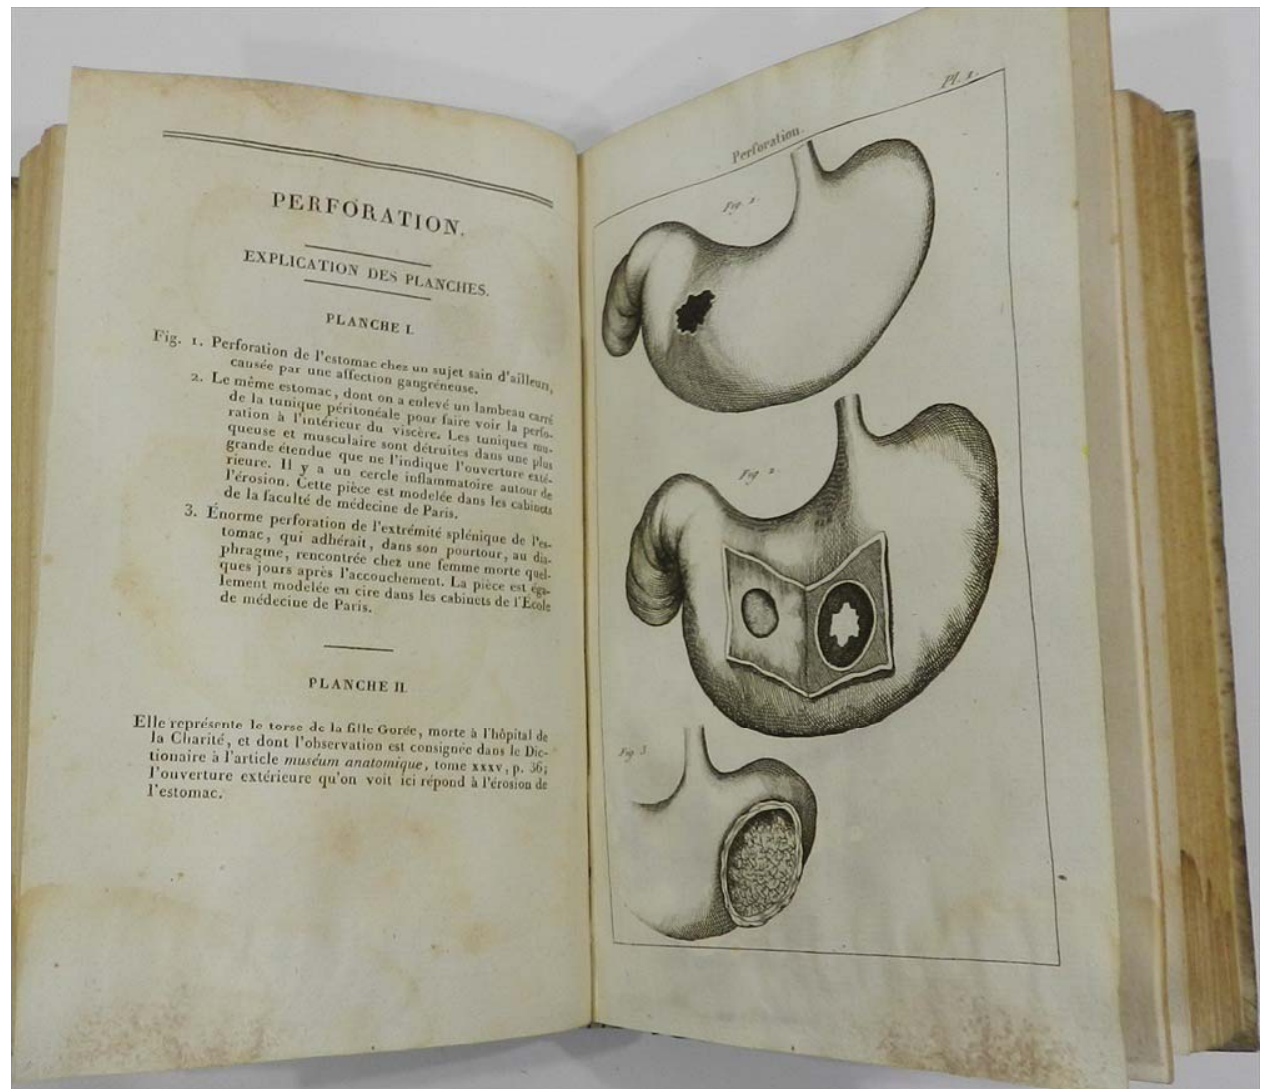 PERFORATION.
EXPLICATION DES PLANCHES.
PLANCHE I.
Fig. 1. Perforation de l'estomac chez un sujet sain d'ailleurs,
causée par une affection gangréneuse.
2. Le même estomac, dont on a enlevé un lambeau carré
de la tunique péritonéale pour faire voir la perfo-
ration à l'intérieur du viscère. Les tuniques mu-
queuse et musculaire sont détruites dans une plus
grande étendue que ne l'indique l'ouverture exté-
rieure. Il y a un cercle inflammatoire autour de
l'érosion. Cette pièce est modelée dans les cabinets
de la faculté de médecine de Paris.
3. Énorme perforation de l'extrémité splénique de l'es-
tomac, qui adhérait, dans son pourtour, au dia-
phragme, rencontrée chez une femme morte quel-
ques jours après l'accouchement. La pièce est éga-
lement modelée en cire dans les cabinets de l'École
de médecine de Paris.
PLANCHE II.
Elle représente le torse de la fille Gorée, morte à l'hôpital de
la Charité, et dont l'observation est consignée dans le Dic-
tionaire à l'article muséum anatomique, tome xxxv, p. 36;
l'ouverture extérieure qu'on voit ici répond à l'érosion de
l'estomac.
Pl. 1.
Perforation.
Fig. 1.
Fig. 2.
Fig. 3.